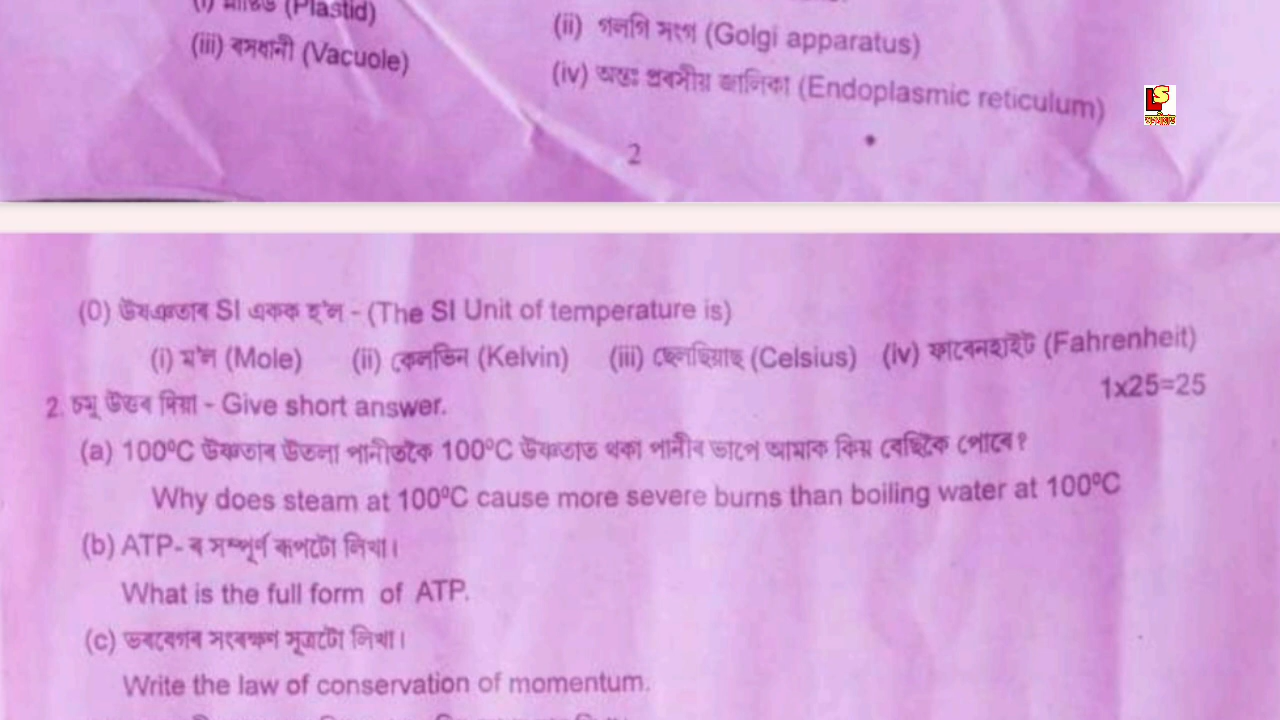 (i) প্লাষ্টিড (Plastid)
(ii) গলগি সংগ (Golgi apparatus)
(iii) ৰসধানী (Vacuole)
(iv) অন্তঃ প্ৰৰসীয় জালিকা (Endoplasmic reticulum)
2
(0) উষ্ণতাৰ SI একক হ'ল - (The SI Unit of temperature is)
(i) ম'ল (Mole) (ii) কেলভিন (Kelvin) (iii) ছেলছিয়াছ (Celsius) (iv) ফাৰেনহাইট (Fahrenheit)
2. চমু উত্তৰ দিয়া - Give short answer. 1x25=25
(a) 100ºC উষ্ণতাৰ উতলা পানীতকৈ 100ºC উষ্ণতাত থকা পানীৰ ভাপে আমাক কিয় বেছিকৈ পোৰে?
Why does steam at 100ºC cause more severe burns than boiling water at 100ºC
(b) ATP- ৰ সম্পূৰ্ণ ৰূপটো লিখা।
What is the full form of ATP.
(c) ভৰবেগৰ সংৰক্ষণ সূত্ৰটো লিখা।
Write the law of conservation of momentum.